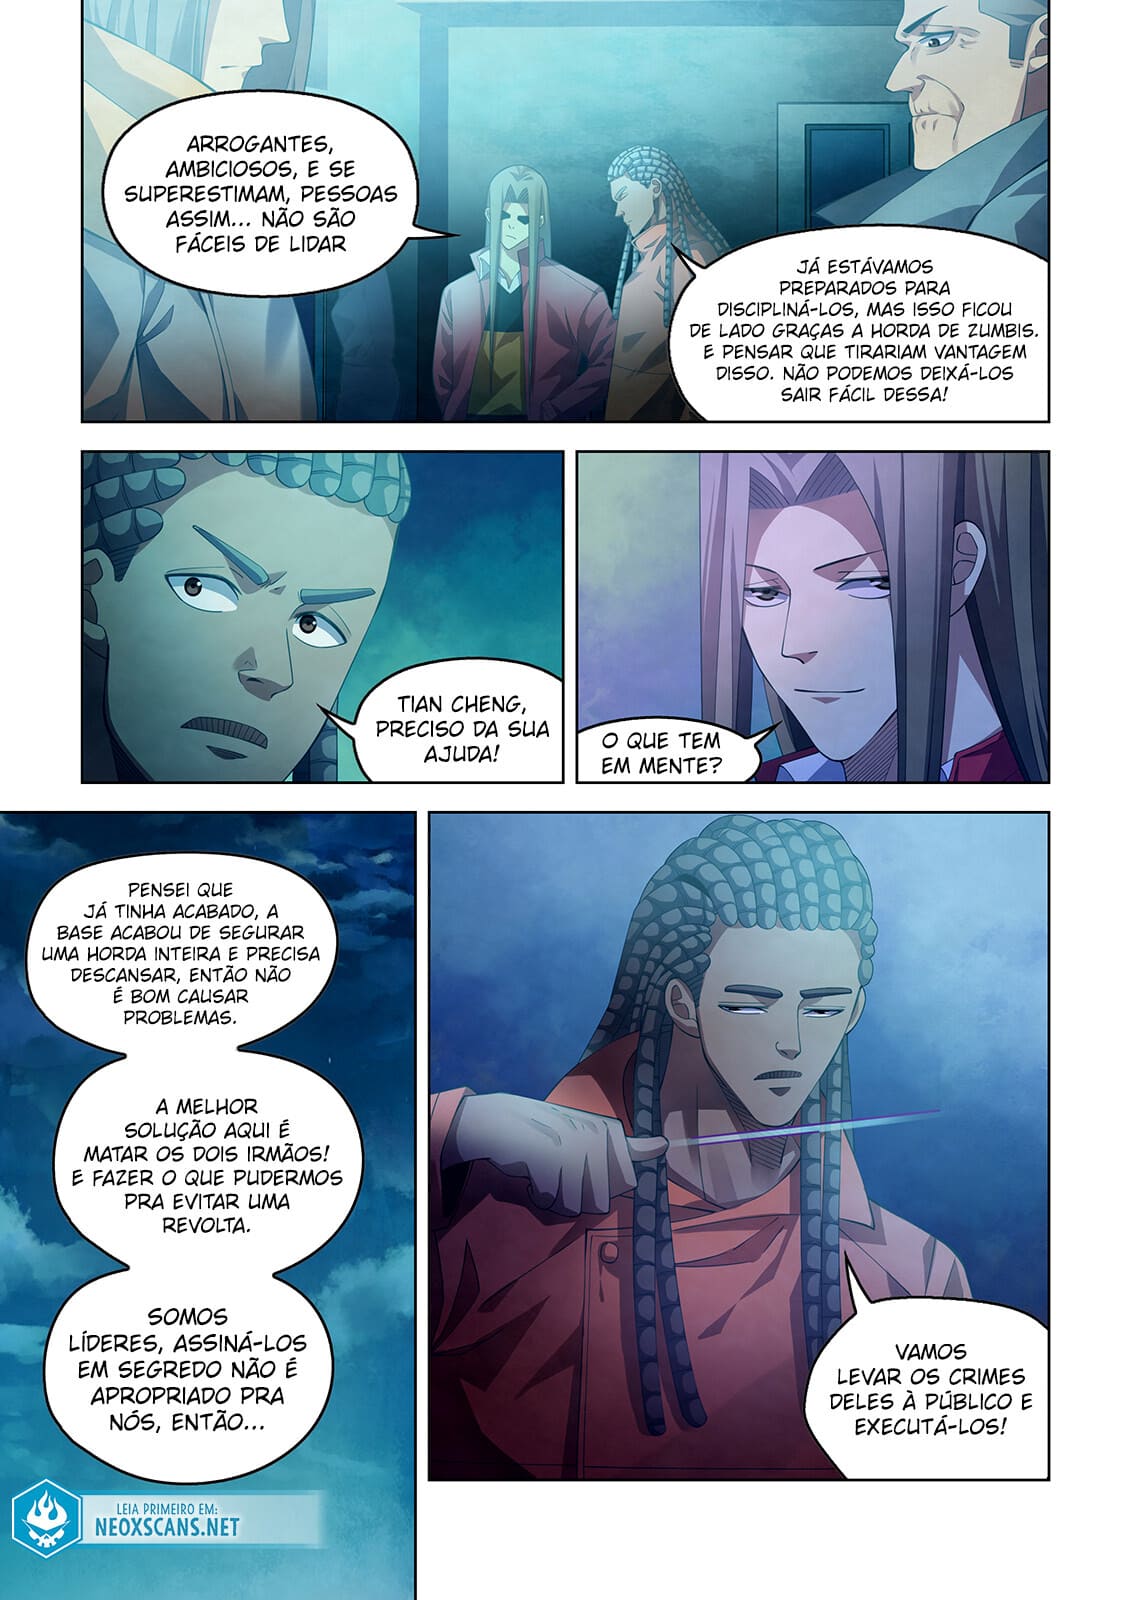 ARROGANTES,
AMBICIOSOS, E SE
SUPERESTIMAM, PESSOAS
ASSIM... NÃO SÃO
FÁCEIS DE LIDAR
JÁ ESTÁVAMOS
PREPARADOS PARA
DISCIPLINÁ-LOS, MAS ISSO FICOU
DE LADO GRAÇAS A HORDA DE ZUMBIS.
E PENSAR QUE TIRARIAM VANTAGEM
DISSO. NÃO PODEMOS DEIXÁ-LOS
SAIR FÁCIL DESSA!
TIAN CHENG,
PRECISO DA SUA
AJUDA!
O QUE TEM
EM MENTE?
PENSEI QUE
JÁ TINHA ACABADO, A
BASE ACABOU DE SEGURAR
UMA HORDA INTEIRA E PRECISA
DESCANSAR, ENTÃO NÃO
É BOM CAUSAR
PROBLEMAS.
A MELHOR
SOLUÇÃO AQUI É
MATAR OS DOIS IRMÃOS!
E FAZER O QUE PUDERMOS
PRA EVITAR UMA
REVOLTA.
SOMOS
LÍDERES, ASSINÁ-LOS
EM SEGREDO NÃO É
APROPRIADO PRA
NÓS, ENTÃO...
VAMOS
LEVAR OS CRIMES
DELES À PÚBLICO E
EXECUTÁ-LOS!
LEIA PRIMEIRO EM:
NEOXSCANS.NET